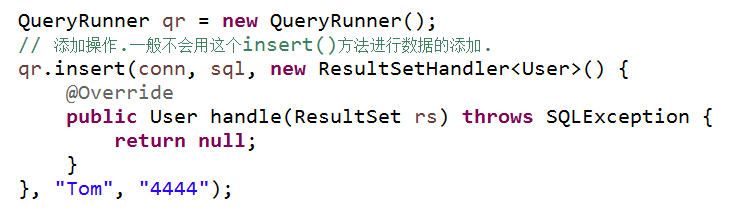 QueryRunner qr = new QueryRunner();
// 添加操作.一般不会用这个insert()方法进行数据的添加.
qr.insert(conn, sql, new ResultSetHandler<User>() {
    @Override
    public User handle(ResultSet rs) throws SQLException {
        return null;
    }
}, "Tom", "4444");